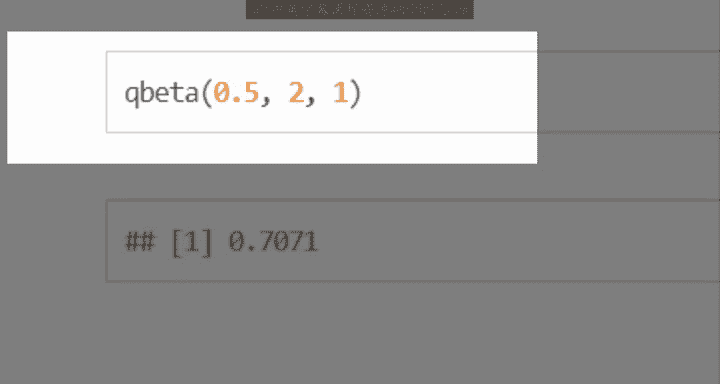 qbeta(0.5, 2, 1)
## [1] 0.7071